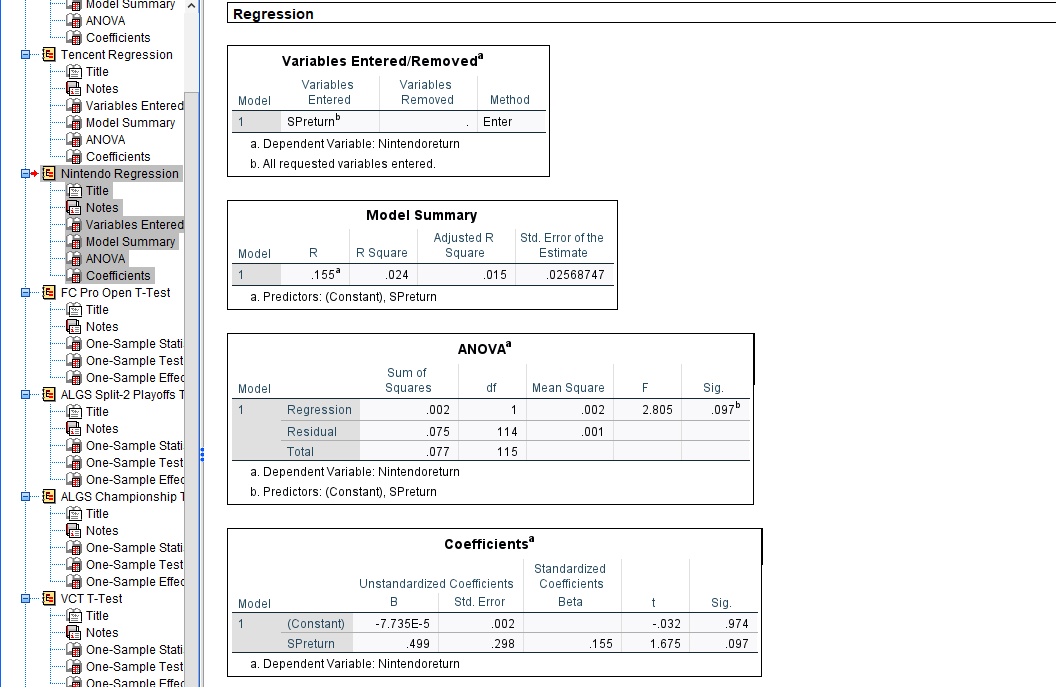 Model Summary
ANOVA
Coefficients
Tencent Regression
Title
Notes
Variables Entered
Model Summary
ANOVA
Coefficients
Nintendo Regression
Title
Notes
Variables Entered
Model Summary
ANOVA
Coefficients
FC Pro Open T-Test
Title
Notes
One-Sample Stati
One-Sample Test
One-Sample Effec
ALGS Split-2 Playoffs T
Title
Notes
One-Sample Stati
One-Sample Test
One-Sample Effec
ALGS Championship T
Title
Notes
One-Sample Stati
One-Sample Test
One-Sample Effec
VCT T-Test
Title
Notes
One-Sample Stati
One-Sample Test
One-Sample Effec
Regression
Variables Entered/Removedª
Variables Variables
Model Entered Removed Method
1 SPreturnᵇ . Enter
a. Dependent Variable: Nintendoreturn
b. All requested variables entered.
Model Summary
Adjusted R Std. Error of the
Model R R Square Square Estimate
1 .155ª .024 .015 .02568747
a. Predictors: (Constant), SPreturn
ANOVAª
Sum of
Model Squares df Mean Square F Sig.
1 Regression .002 1 .002 2.805 .097ᵇ
Residual .075 114 .001
Total .077 115
a. Dependent Variable: Nintendoreturn
b. Predictors: (Constant), SPreturn
Coefficientsª
Standardized
Unstandardized Coefficients Coefficients
Model B Std. Error Beta t Sig.
1 (Constant) -7.735E-5 .002 -.032 .974
SPreturn .499 .298 .155 1.675 .097
a. Dependent Variable: Nintendoreturn